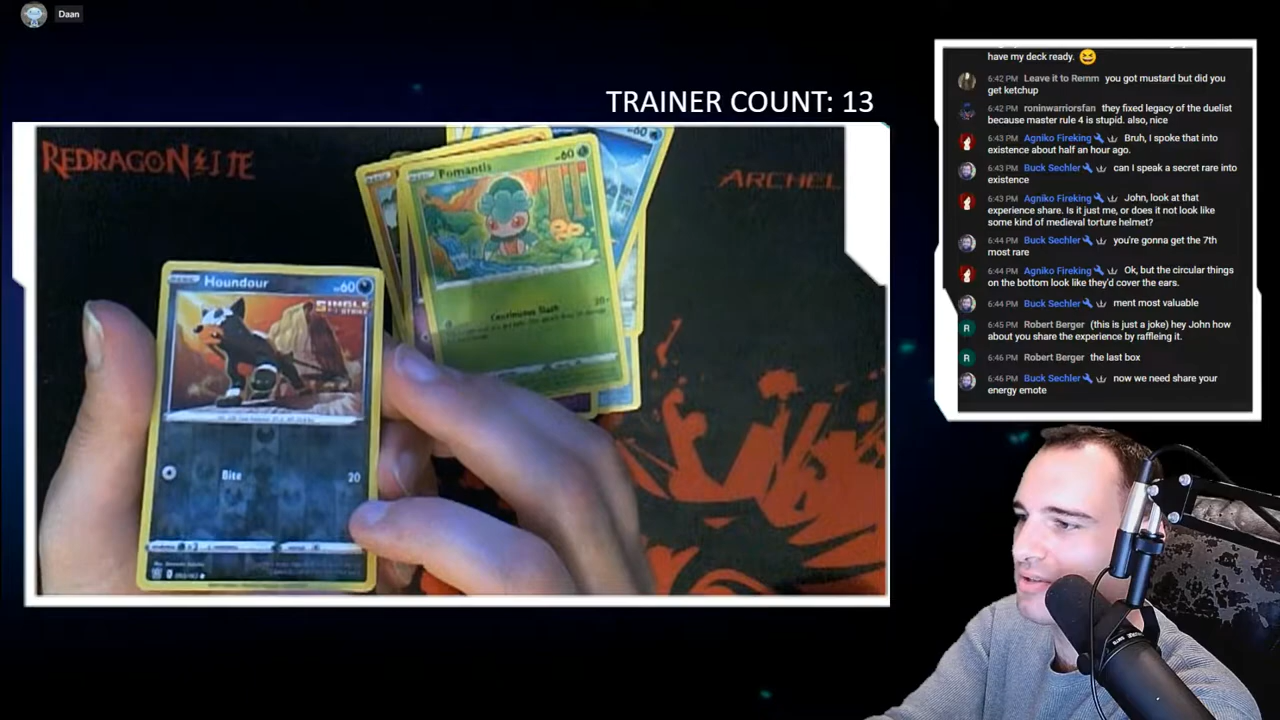 Daan
TRAINER COUNT: 13
REDRAGON
ARCHEL
Fomantis
60
60
Houndour
60
SINGLE
Bite
20
Continuous Slash
20+
have my deck ready. 😆
6:42 PM Leave it to Remm you got mustard but did you
get ketchup
6:42 PM roninwarriorsfan they fixed legacy of the duelist
because master rule 4 is stupid. also, nice
6:43 PM Agniko Fireking Bruh, I spoke that into
existence about half an hour ago.
6:43 PM Buck Sechler can I speak a secret rare into
existence
6:43 PM Agniko Fireking John, look at that
experience share. Is it just me, or does it not look like
some kind of medieval torture helmet?
6:44 PM Buck Sechler you're gonna get the 7th
most rare
6:44 PM Agniko Fireking Ok, but the circular things
on the bottom look like they'd cover the ears.
6:44 PM Buck Sechler ment most valuable
R
6:45 PM Robert Berger (this is just a joke) hey John how
about you share the experience by raffleing it.
R
6:46 PM Robert Berger the last box
6:46 PM Buck Sechler now we need share your
energy emote